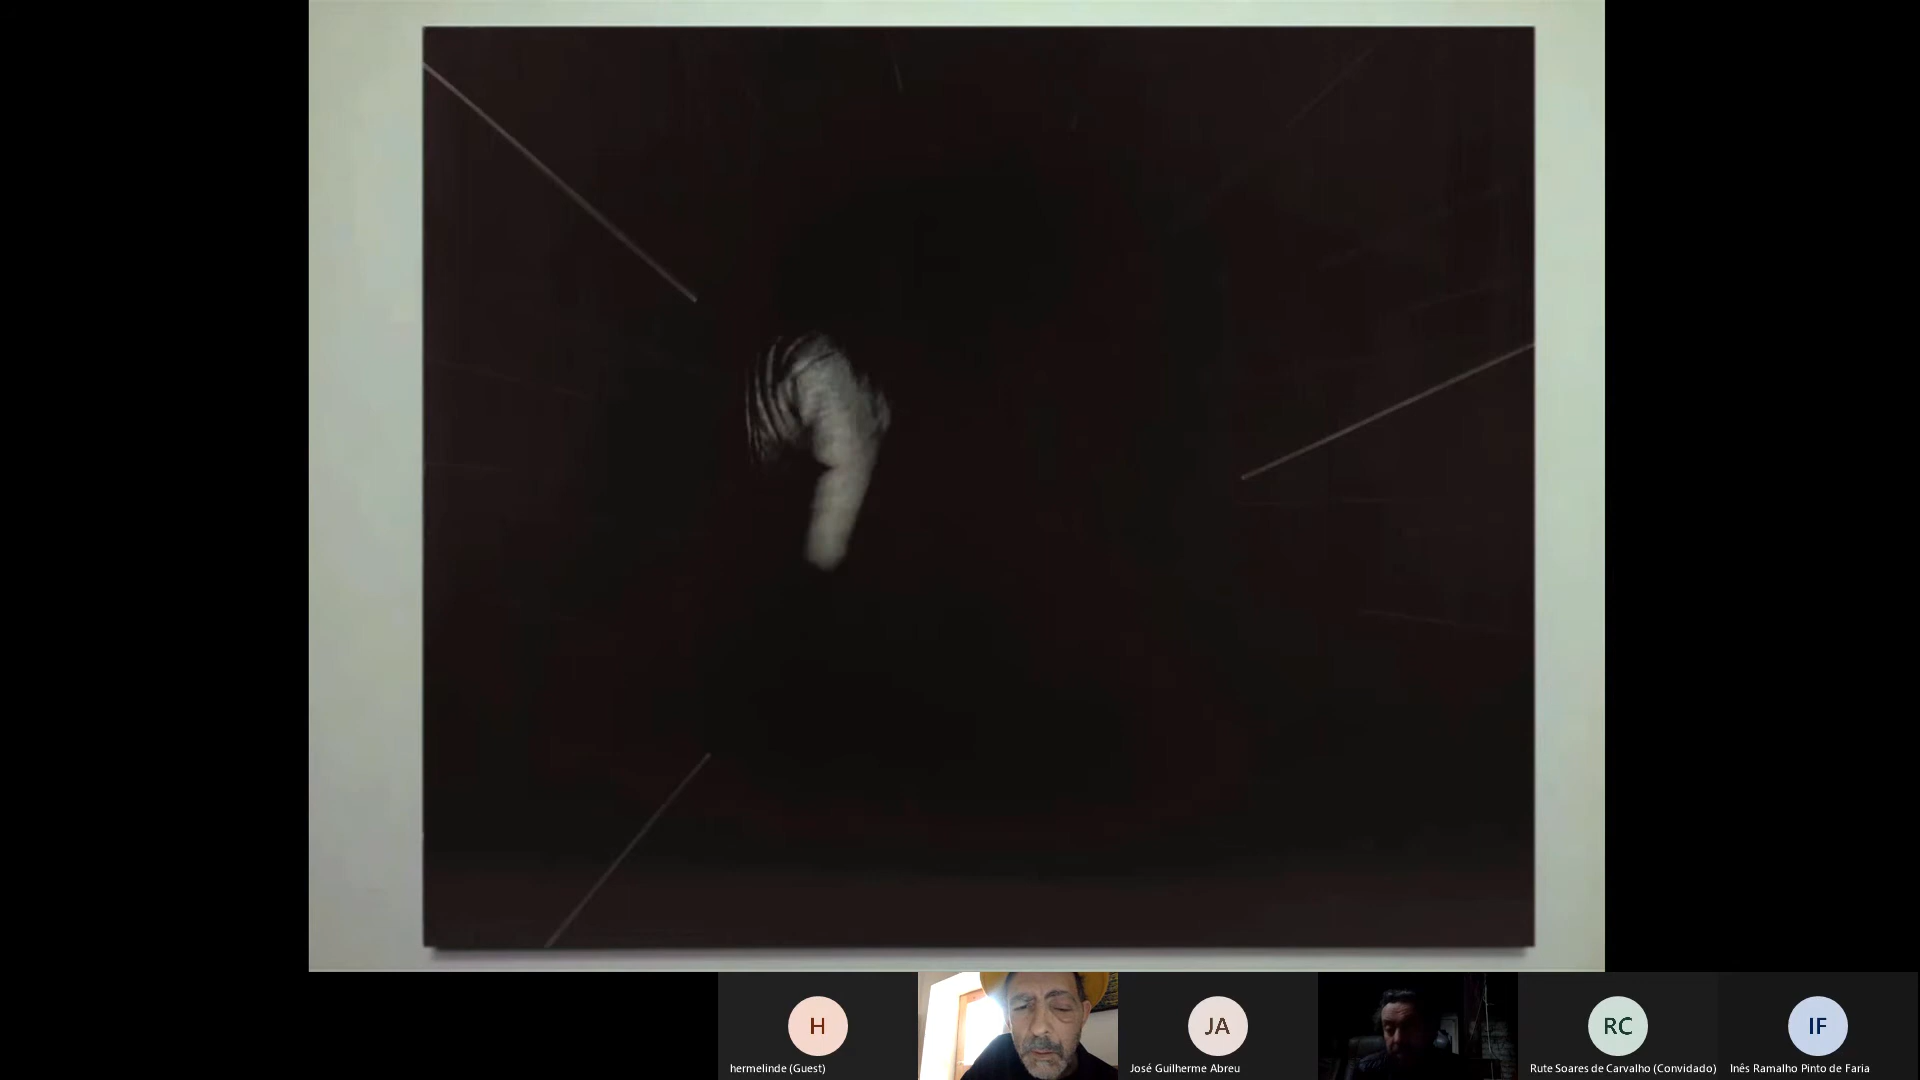 H
hermelinde (Guest)
JA
José Guilherme Abreu
RC
Rute Soares de Carvalho (Convidado)
IF
Inês Ramalho Pinto de Faria